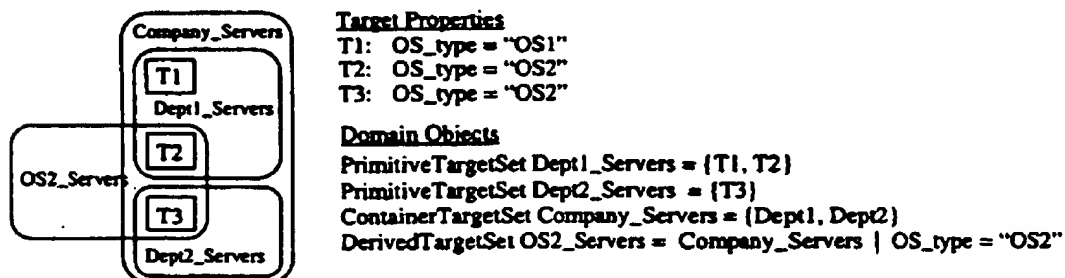 Company_Servers
T1
Dept1_Servers
T2
OS2_Servers
T3
Dept2_Servers
Target Properties
T1: OS_type = "OS1"
T2: OS_type = "OS2"
T3: OS_type = "OS2"
Domain Objects
PrimitiveTargetSet Dept1_Servers = {T1, T2}
PrimitiveTargetSet Dept2_Servers = {T3}
ContainerTargetSet Company_Servers = {Dept1, Dept2}
DerivedTargetSet OS2_Servers = Company_Servers | OS_type = "OS2"